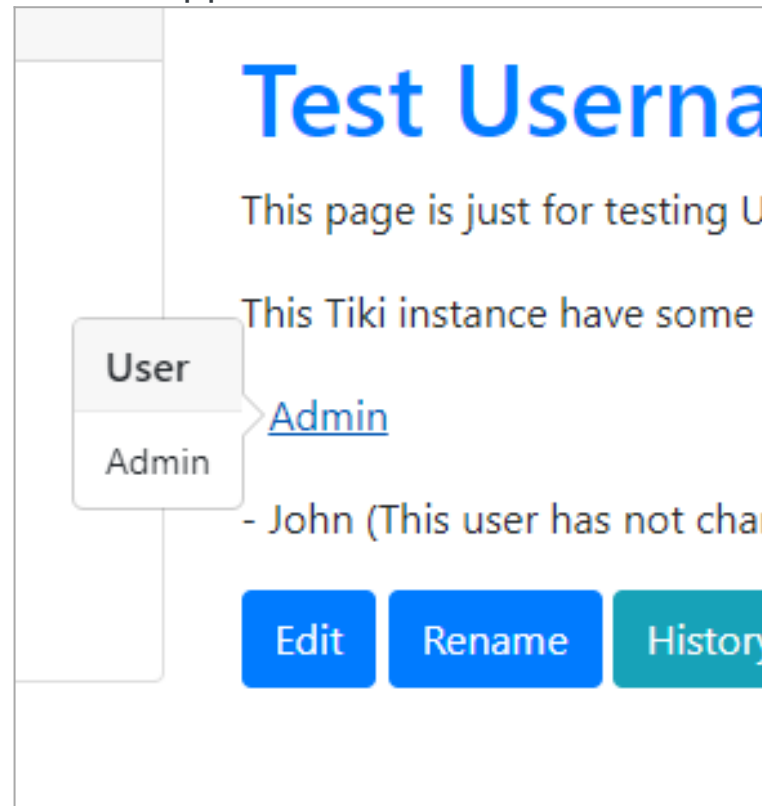 Test Userna
This page is just for testing U
This Tiki instance have some
User
Admin
Admin
- John (This user has not char
Edit Rename History